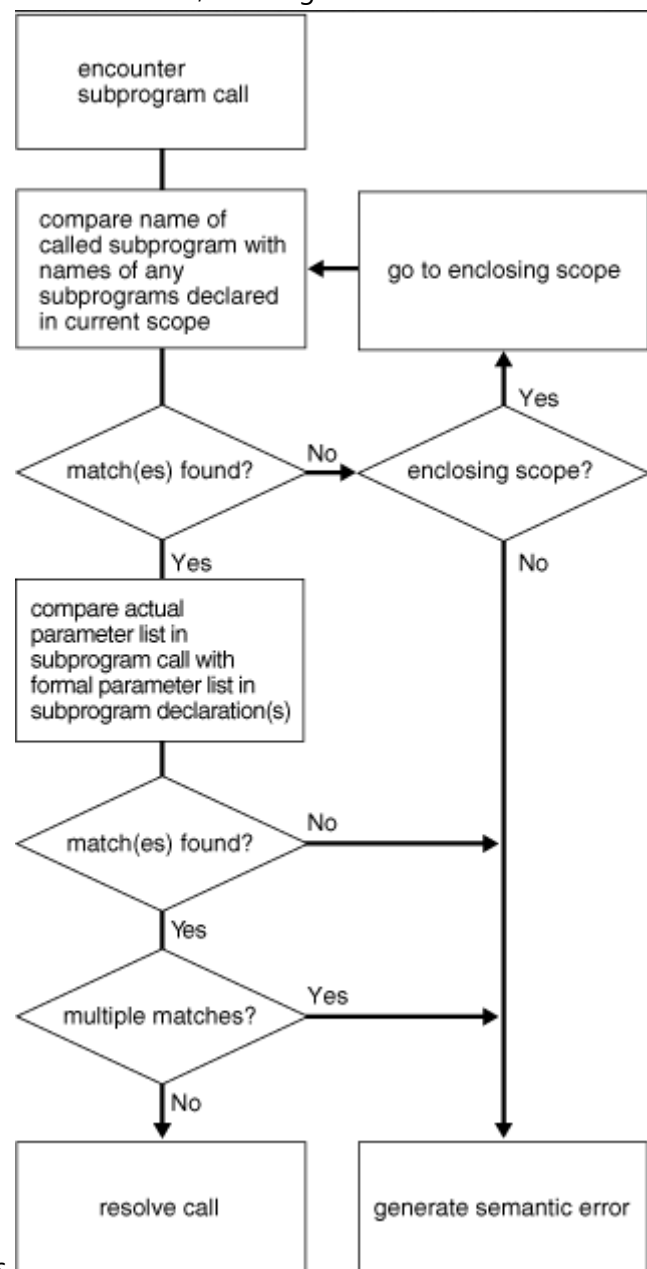 encounter
subprogram call
compare name of
called subprogram with
names of any
subprograms declared
in current scope
go to enclosing scope
Yes
match(es) found?
No
enclosing scope?
Yes
No
compare actual
parameter list in
subprogram call with
formal parameter list in
subprogram declaration(s)
match(es) found?
No
Yes
multiple matches?
Yes
No
resolve call
generate semantic error